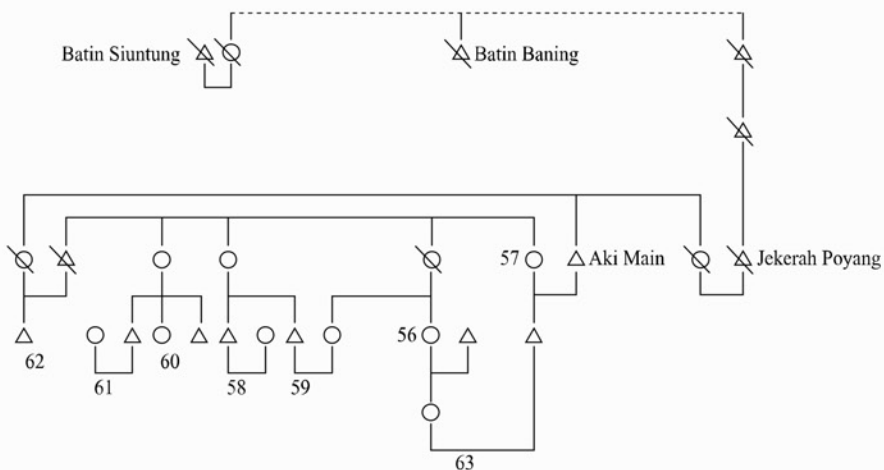 Batin Siuntung
Batin Baning
57
Aki Main
Jekerah Poyang
56
62
61
60
58
59
63